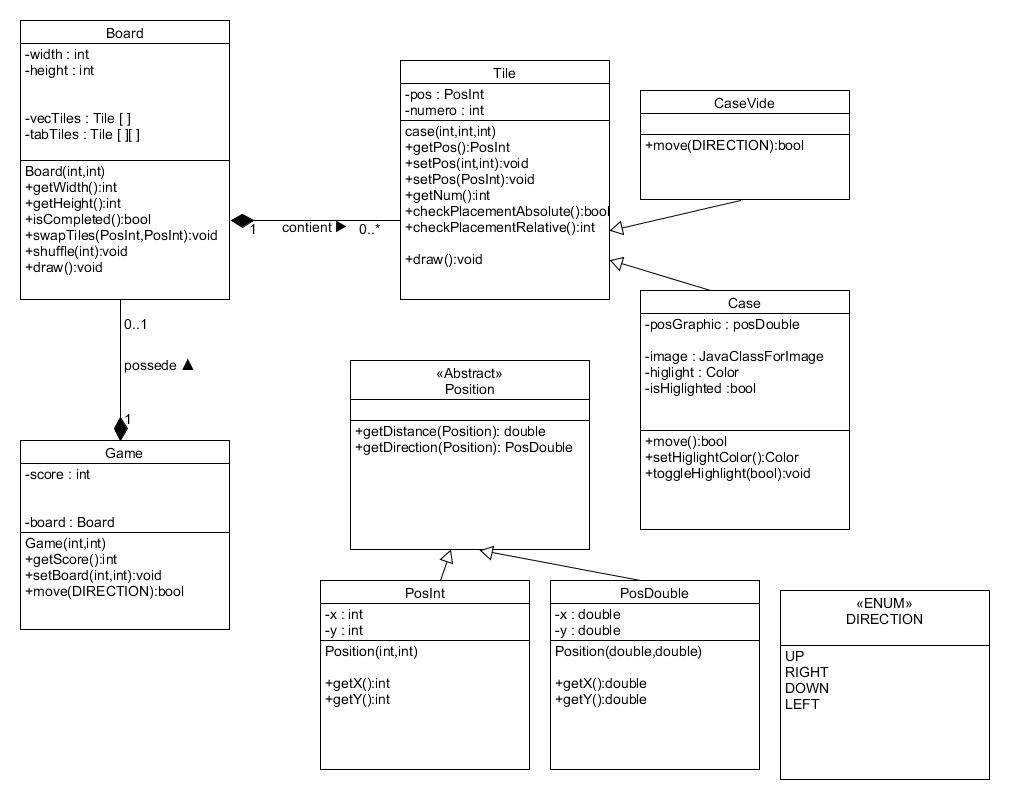 Board
-width : int
-height : int
-vecTiles : Tile [ ]
-tabTiles : Tile [ ][ ]
Board(int,int)
+getWidth():int
+getHeight():int
+isCompleted():bool
+swapTiles(PosInt,PosInt):void
+shuffle(int):void
+draw():void
1
contient ▶
0..*
Tile
-pos : PosInt
-numero : int
case(int,int,int)
+getPos():PosInt
+setPos(int,int):void
+setPos(PosInt):void
+getNum():int
+checkPlacementAbsolute():bool
+checkPlacementRelative():int
+draw():void
CaseVide
+move(DIRECTION):bool
Case
-posGraphic : posDouble
-image : JavaClassForImage
-higlight : Color
-isHiglighted :bool
+move():bool
+setHiglightColor():Color
+toggleHighlight(bool):void
0..1
possede ▲
1
Game
-score : int
-board : Board
Game(int,int)
+getScore():int
+setBoard(int,int):void
+move(DIRECTION):bool
«Abstract»
Position
+getDistance(Position): double
+getDirection(Position): PosDouble
PosInt
-x : int
-y : int
Position(int,int)
+getX():int
+getY():int
PosDouble
-x : double
-y : double
Position(double,double)
+getX():double
+getY():double
«ENUM»
DIRECTION
UP
RIGHT
DOWN
LEFT